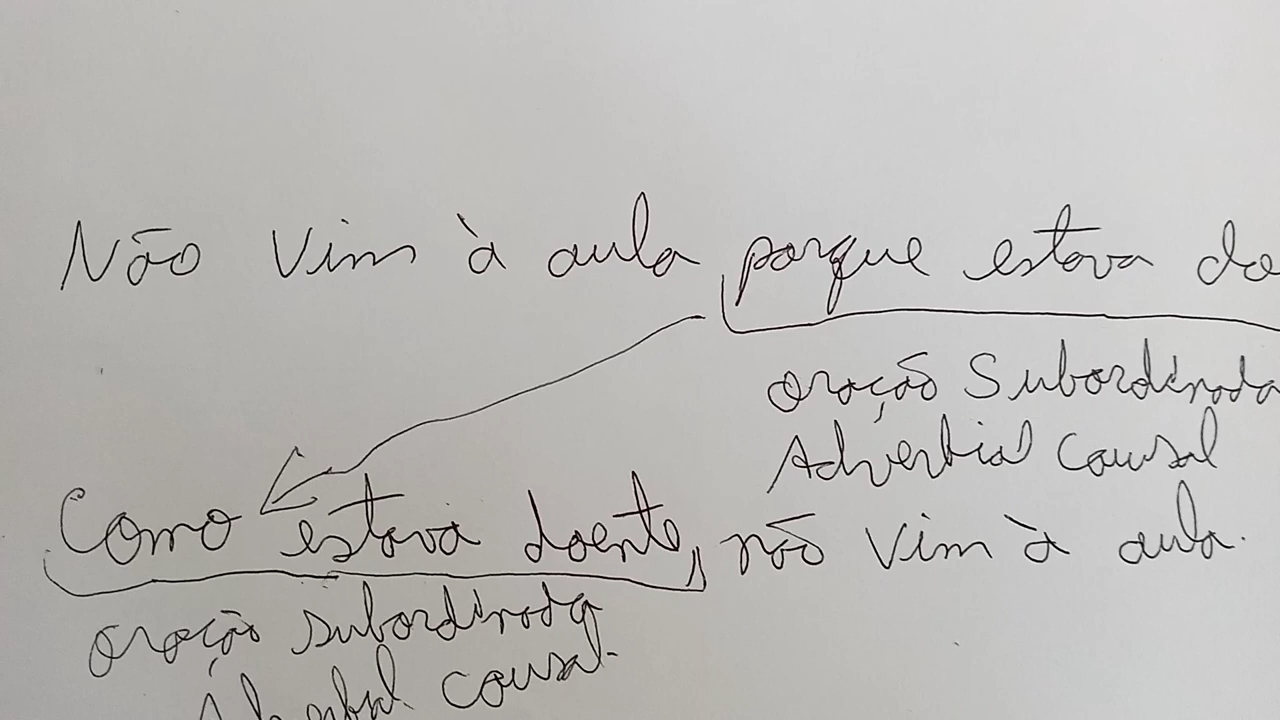 Não vim à aula porque estava do
oração Subordinada
Adverbial causal
Como estava doente, não vim à aula.
oração subordinada
Adverbial causal.